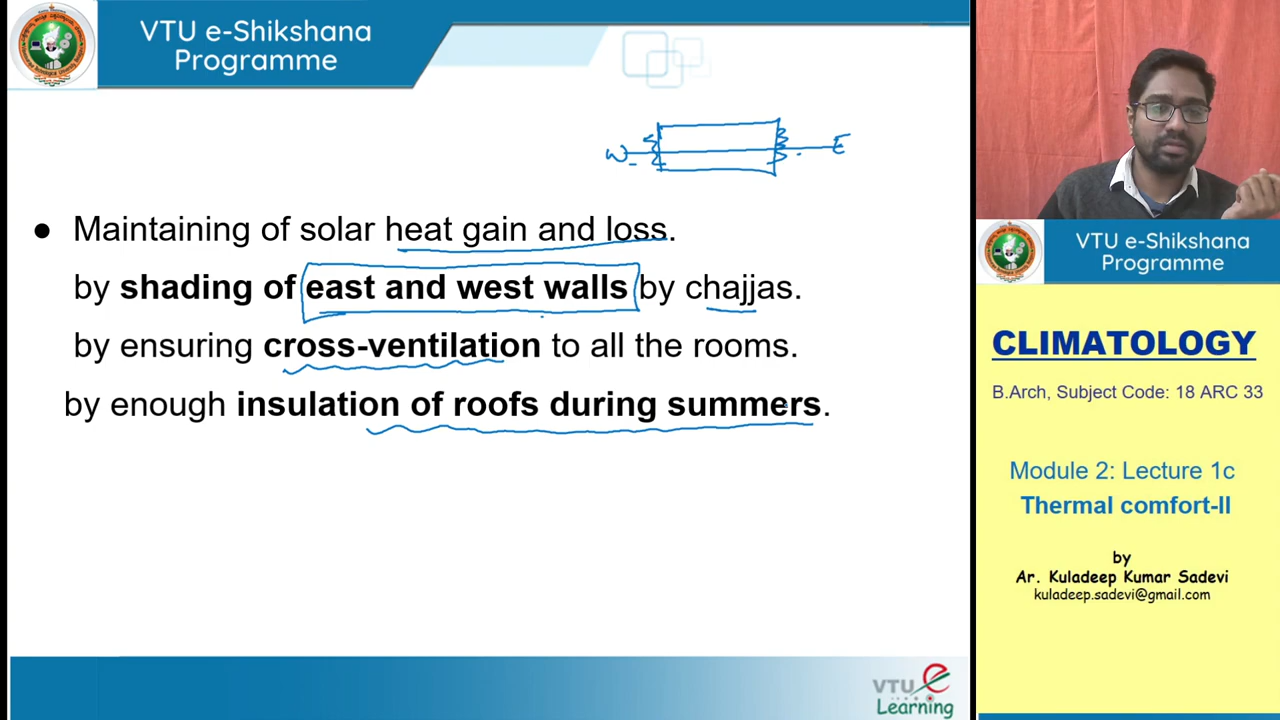 VTU e-Shikshana
Programme
W
E
● Maintaining of solar heat gain and loss.
by shading of east and west walls by chajjas.
by ensuring cross-ventilation to all the rooms.
by enough insulation of roofs during summers.
VTU e
Learning
VTU e-Shikshana
Programme
CLIMATOLOGY
B.Arch, Subject Code: 18 ARC 33
Module 2: Lecture 1c
Thermal comfort-II
by
Ar. Kuladeep Kumar Sadevi
kuladeep.sadevi@gmail.com